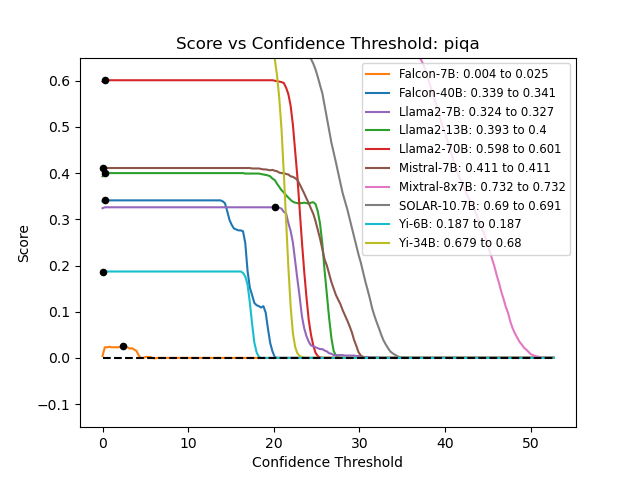 Score vs Confidence Threshold: piqa
Falcon-7B: 0.004 to 0.025
Falcon-40B: 0.339 to 0.341
Llama2-7B: 0.324 to 0.327
Llama2-13B: 0.393 to 0.4
Llama2-70B: 0.598 to 0.601
Mistral-7B: 0.411 to 0.411
Mixtral-8x7B: 0.732 to 0.732
SOLAR-10.7B: 0.69 to 0.691
Yi-6B: 0.187 to 0.187
Yi-34B: 0.679 to 0.68
Score
0.6
0.5
0.4
0.3
0.2
0.1
0.0
−0.1
0 10 20 30 40 50
Confidence Threshold